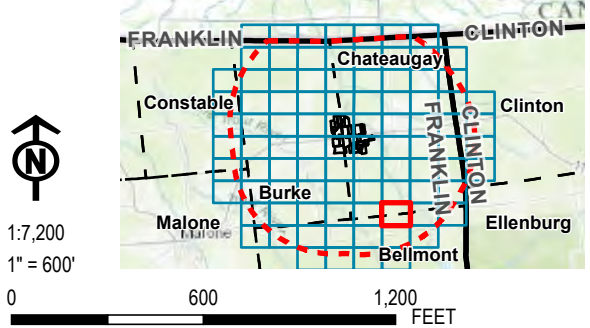 FRANKLIN
CLINTON
Chateaugay
Constable
Clinton
FRANKLIN
CLINTON
N
Burke
1:7,200
Malone
Malone
Ellenburg
1" = 600'
Bellmont
0 600 1,200
FEET